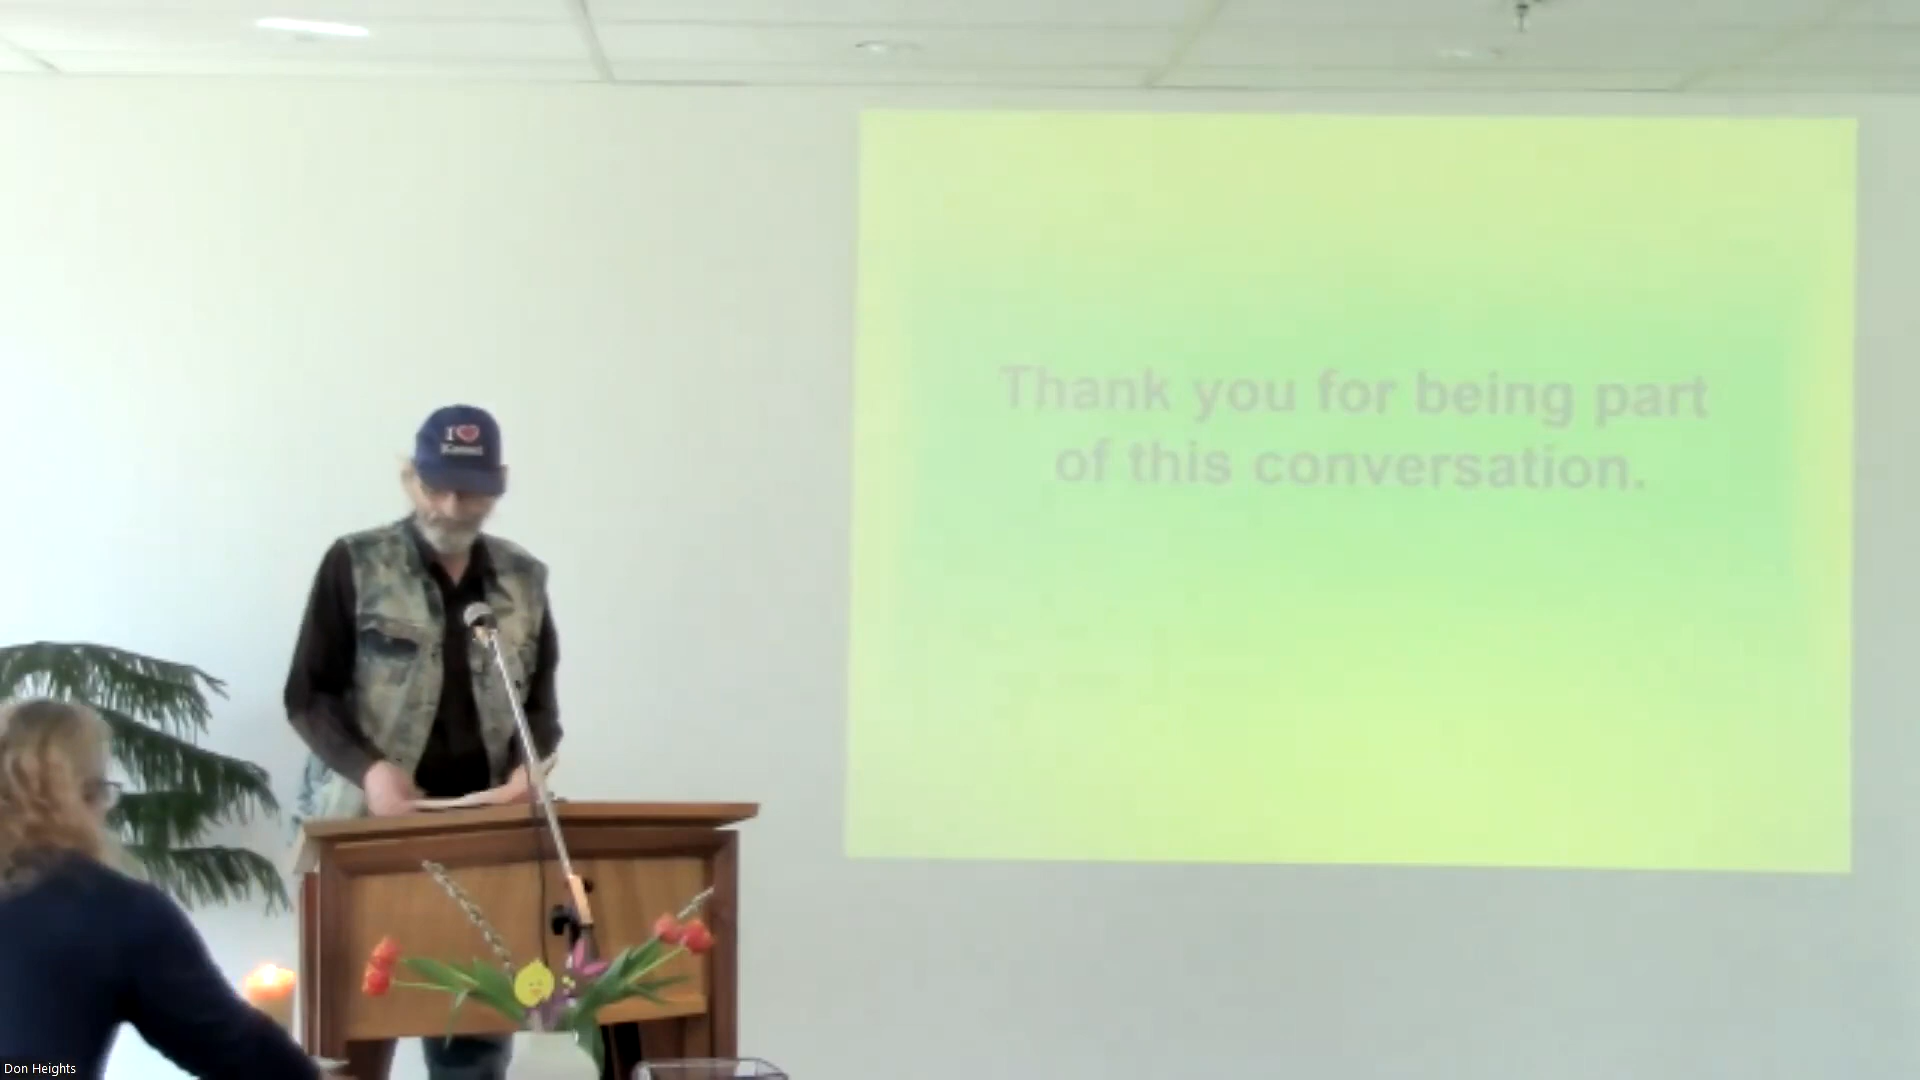 I
Thank you for being part
of this conversation.
Don Heights